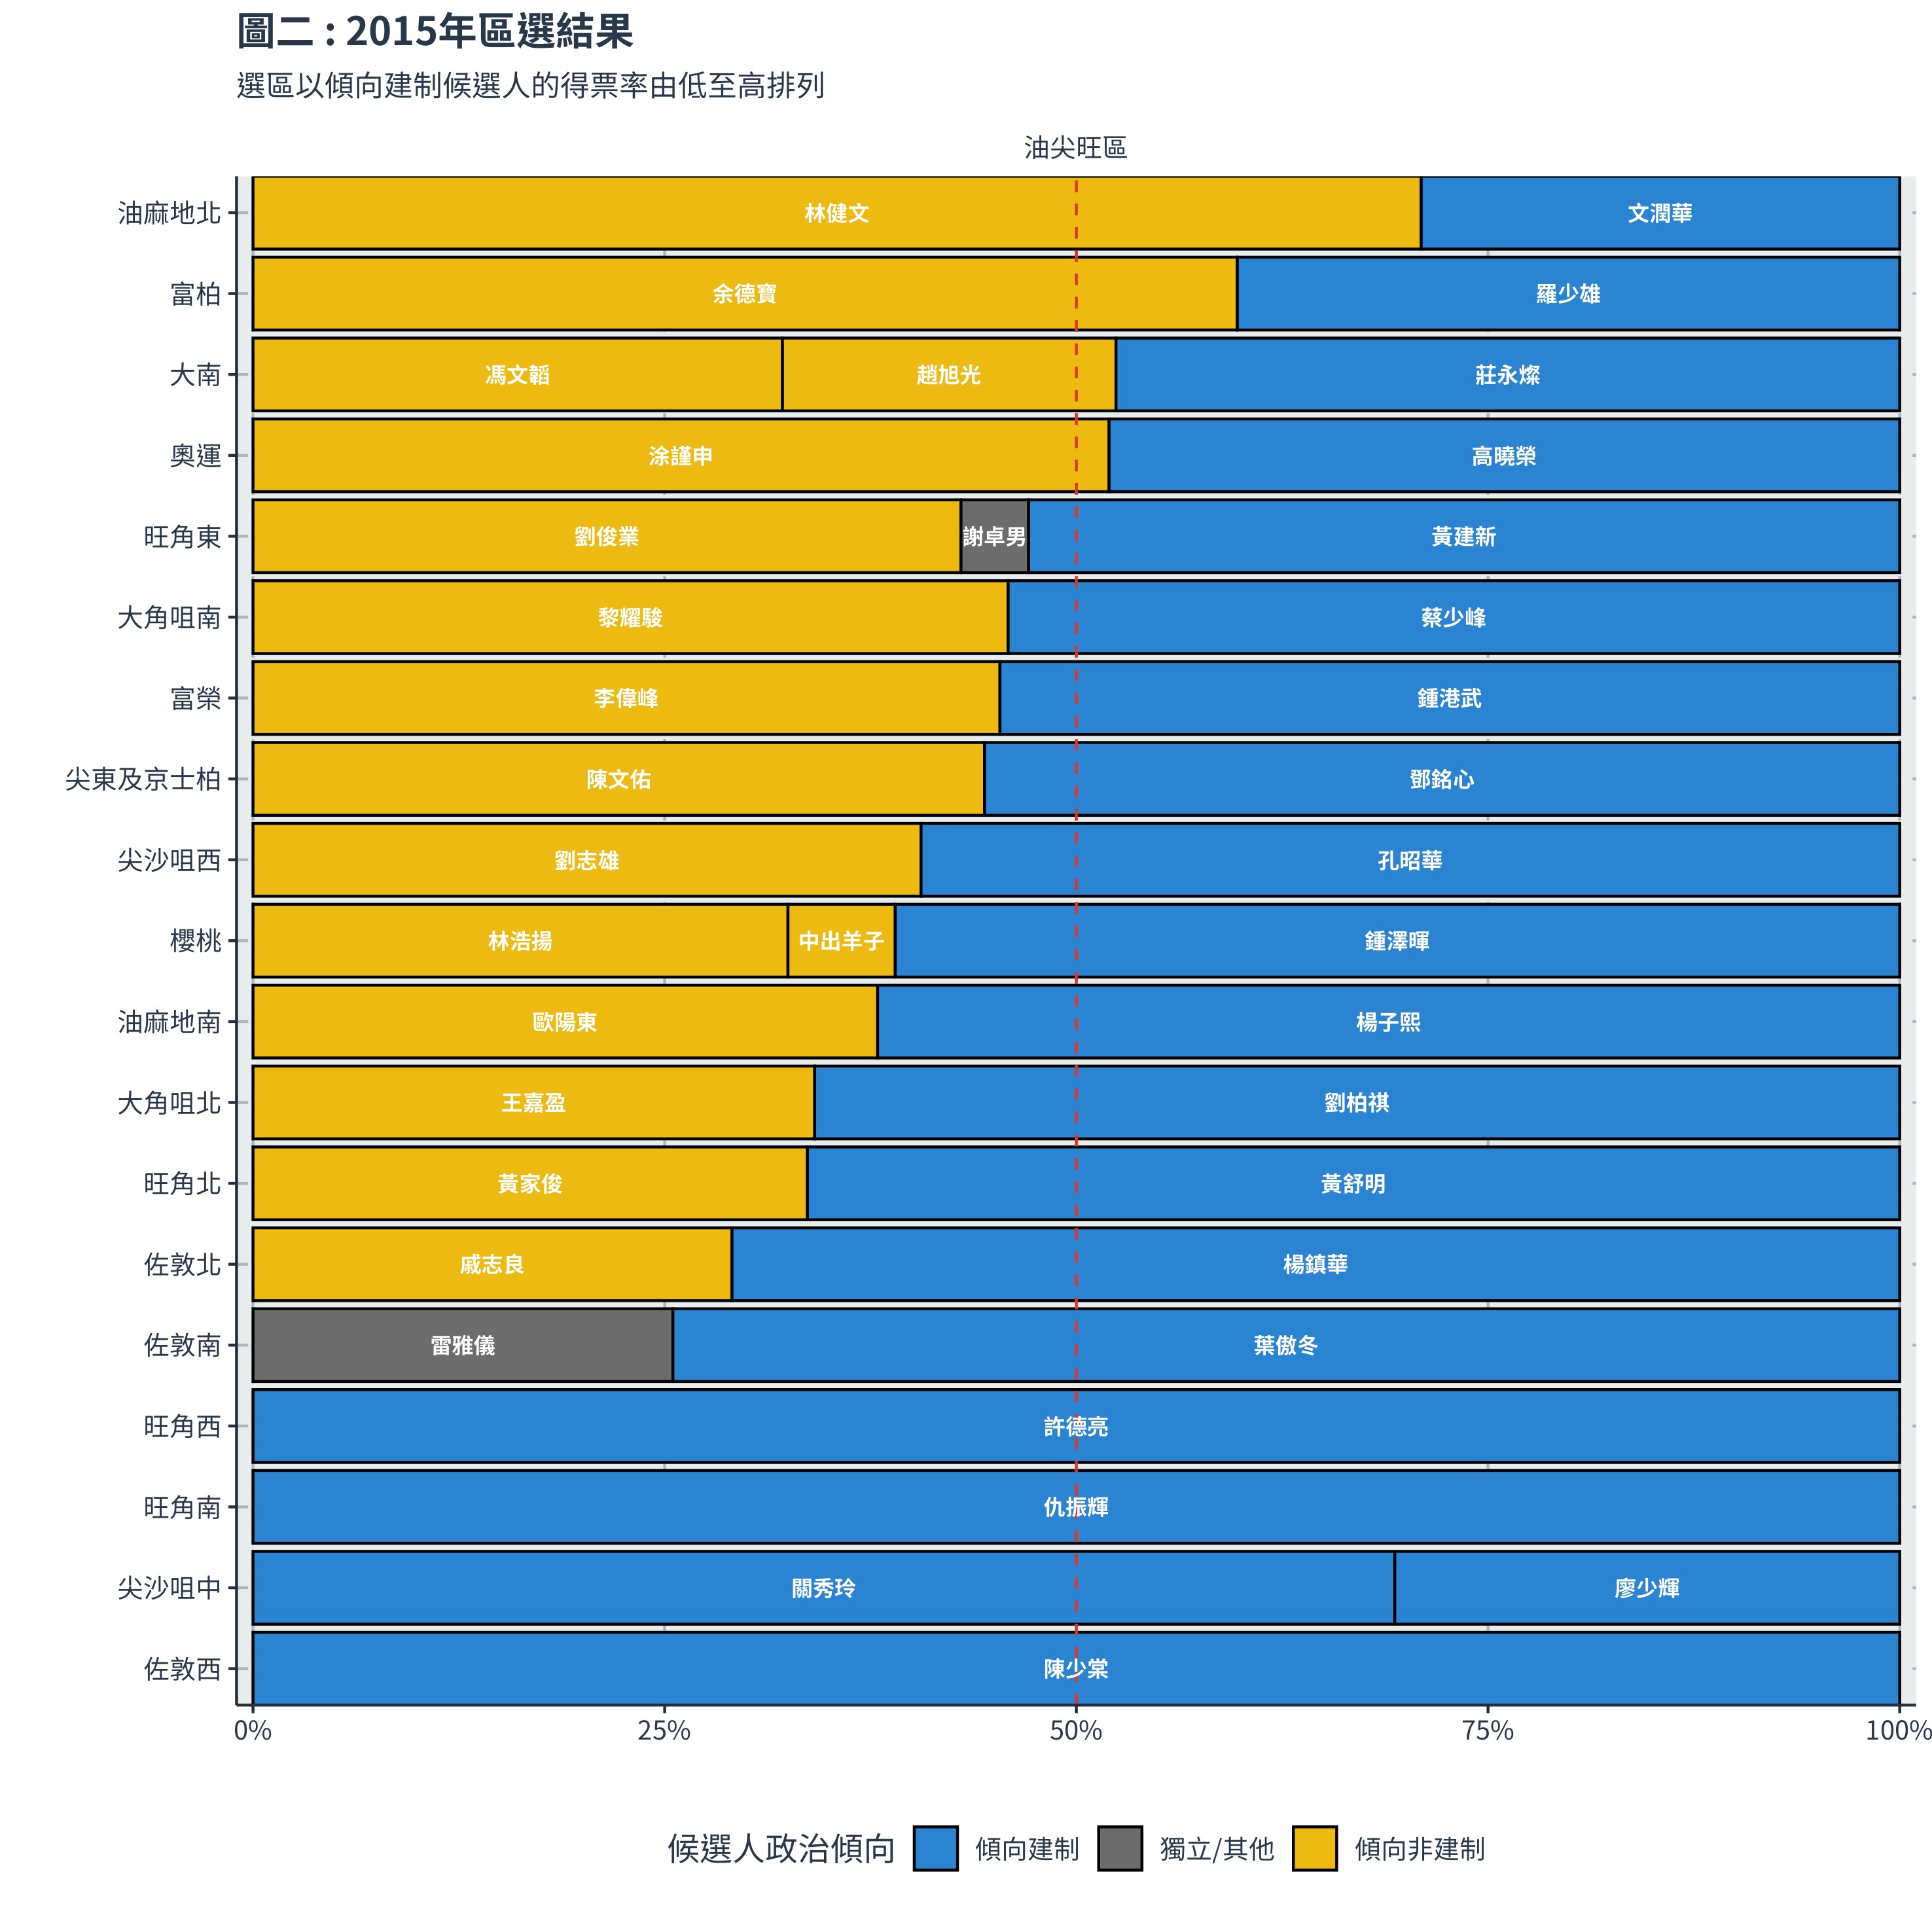 圖二 : 2015年區選結果
選區以傾向建制候選人的得票率由低至高排列
油尖旺區
油麻地北 林健文 文潤華
富柏 余德寶 羅少雄
大南 馮文韜 趙旭光 莊永燦
奧運 涂謹申 高曉榮
旺角東 劉俊業 謝卓男 黃建新
大角咀南 黎耀駿 蔡少峰
富榮 李偉峰 鍾港武
尖東及京士柏 陳文佑 鄧銘心
尖沙咀西 劉志雄 孔昭華
櫻桃 林浩揚 中出羊子 鍾澤暉
油麻地南 歐陽東 楊子熙
大角咀北 王嘉盈 劉柏祺
旺角北 黃家俊 黃舒明
佐敦北 戚志良 楊鎮華
佐敦南 雷雅儀 葉傲冬
旺角西 許德亮
旺角南 仇振輝
尖沙咀中 關秀玲 廖少輝
佐敦西 陳少棠
0% 25% 50% 75% 100%
候選人政治傾向 傾向建制 獨立/其他 傾向非建制